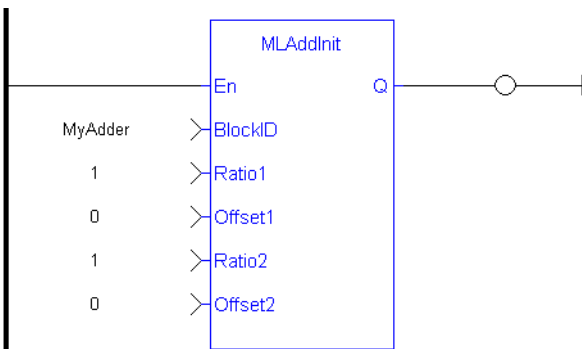 MLAddInit
En Q
MyAdder BlockID
1 Ratio1
0 Offset1
1 Ratio2
0 Offset2